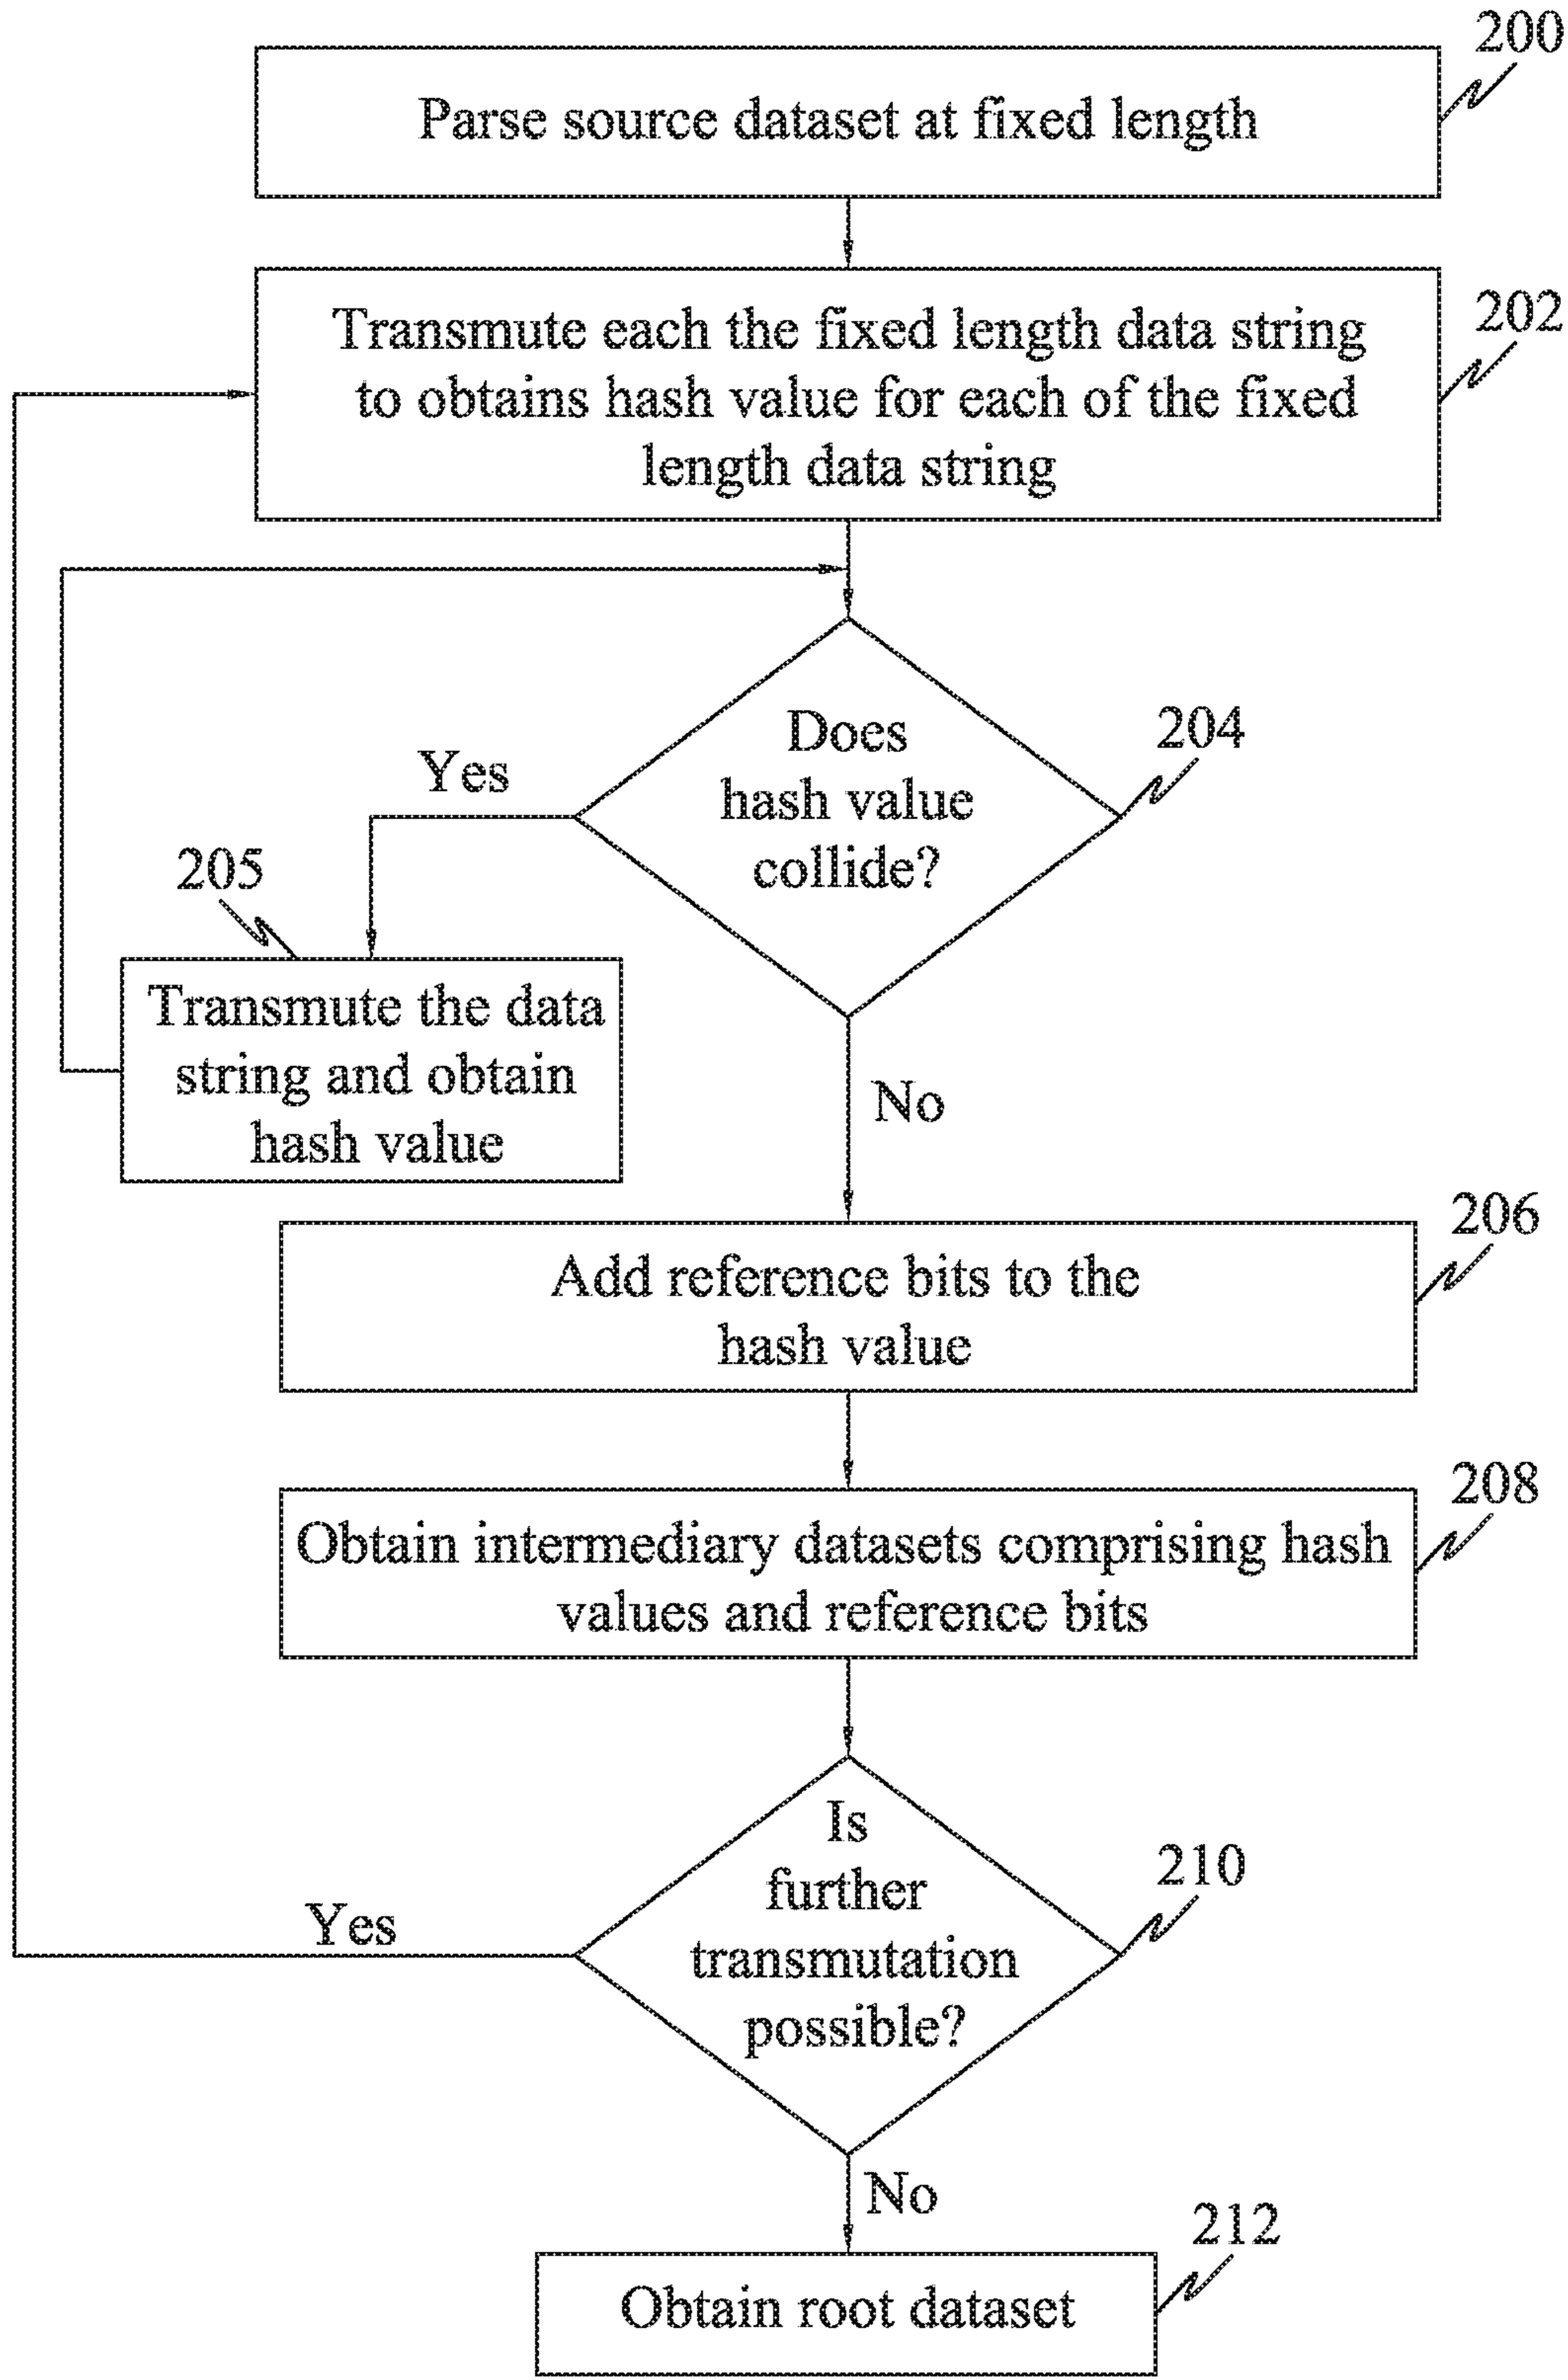 200
Parse source dataset at fixed length
202
Transmute each the fixed length data string
to obtains hash value for each of the fixed
length data string
204
Does
hash value
collide?
Yes
205
Transmute the data
string and obtain
hash value
No
206
Add reference bits to the
hash value
208
Obtain intermediary datasets comprising hash
values and reference bits
210
Is
further
transmutation
possible?
Yes
No
212
Obtain root dataset